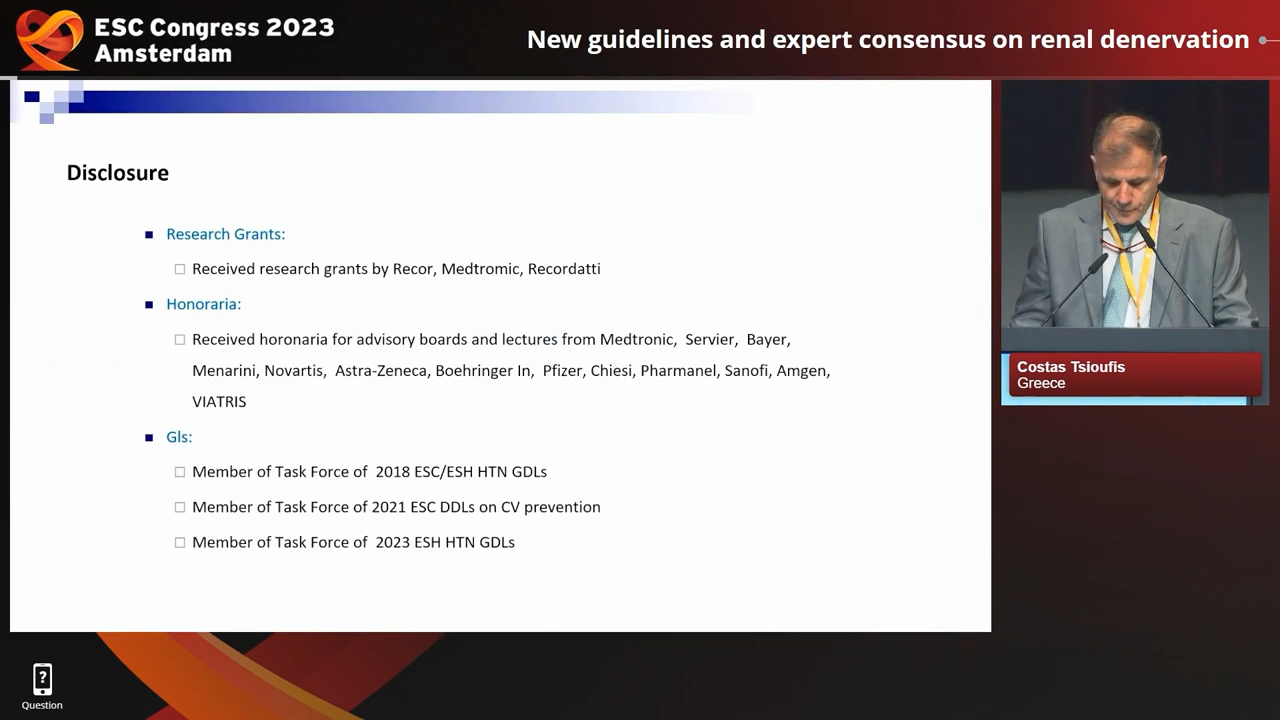 ESC Congress 2023
Amsterdam
New guidelines and expert consensus on renal denervation
Disclosure
Research Grants:
Received research grants by Recor, Medtromic, Recordatti
Honoraria:
Received horonaria for advisory boards and lectures from Medtronic, Servier, Bayer,
Menarini, Novartis, Astra-Zeneca, Boehringer In, Pfizer, Chiesi, Pharmanel, Sanofi, Amgen,
VIATRIS
Gls:
Member of Task Force of 2018 ESC/ESH HTN GDLs
Member of Task Force of 2021 ESC DDLs on CV prevention
Member of Task Force of 2023 ESH HTN GDLs
Costas Tsioufis
Greece
?
Question